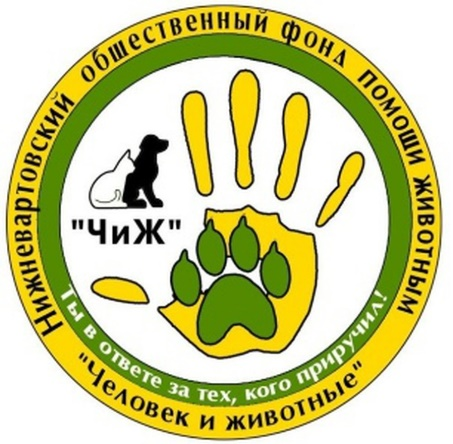 Нижневартовский общественный фонд помощи животным
"ЧиЖ"
Ты в ответе за тех, кого приручил!
"Человек и животные"